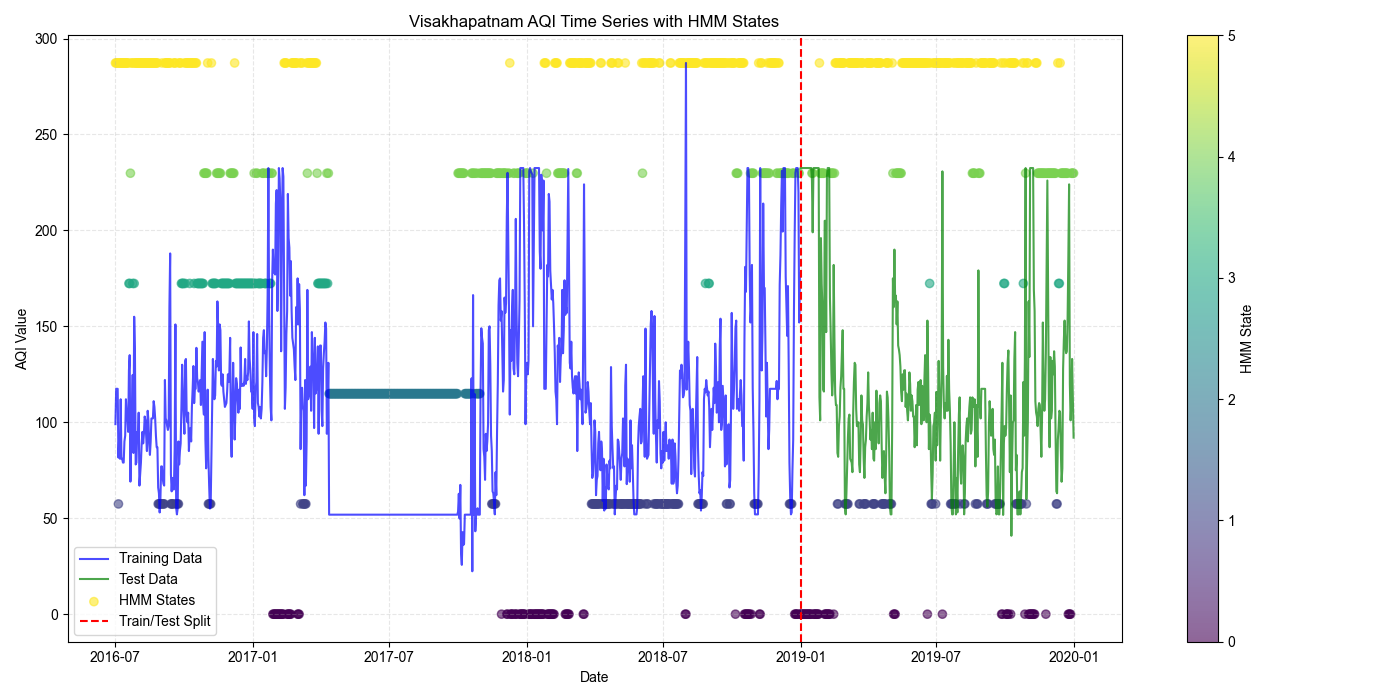 Visakhapatnam AQI Time Series with HMM States
300
250
200
150
100
50
0
AQI Value
2016-07
2017-01
2017-07
2018-01
2018-07
2019-01
2019-07
2020-01
Date
Training Data
Test Data
HMM States
Train/Test Split
5
4
3
2
1
0
HMM State